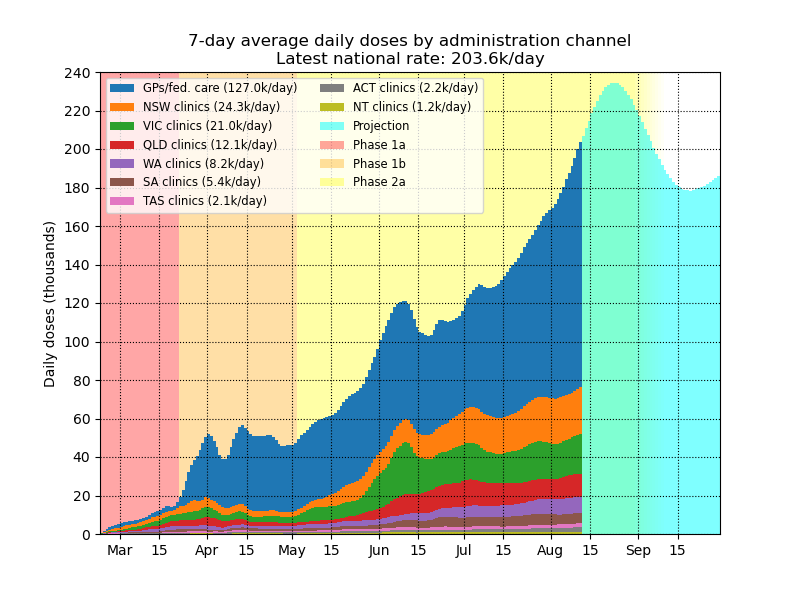 7-day average daily doses by administration channel
Latest national rate: 203.6k/day
Daily doses (thousands)
240
220
200
180
160
140
120
100
80
60
40
20
0
GPs/fed. care (127.0k/day)
NSW clinics (24.3k/day)
VIC clinics (21.0k/day)
QLD clinics (12.1k/day)
WA clinics (8.2k/day)
SA clinics (5.4k/day)
TAS clinics (2.1k/day)
ACT clinics (2.2k/day)
NT clinics (1.2k/day)
Projection
Phase 1a
Phase 1b
Phase 2a
Mar 15 Apr 15 May 15 Jun 15 Jul 15 Aug 15 Sep 15